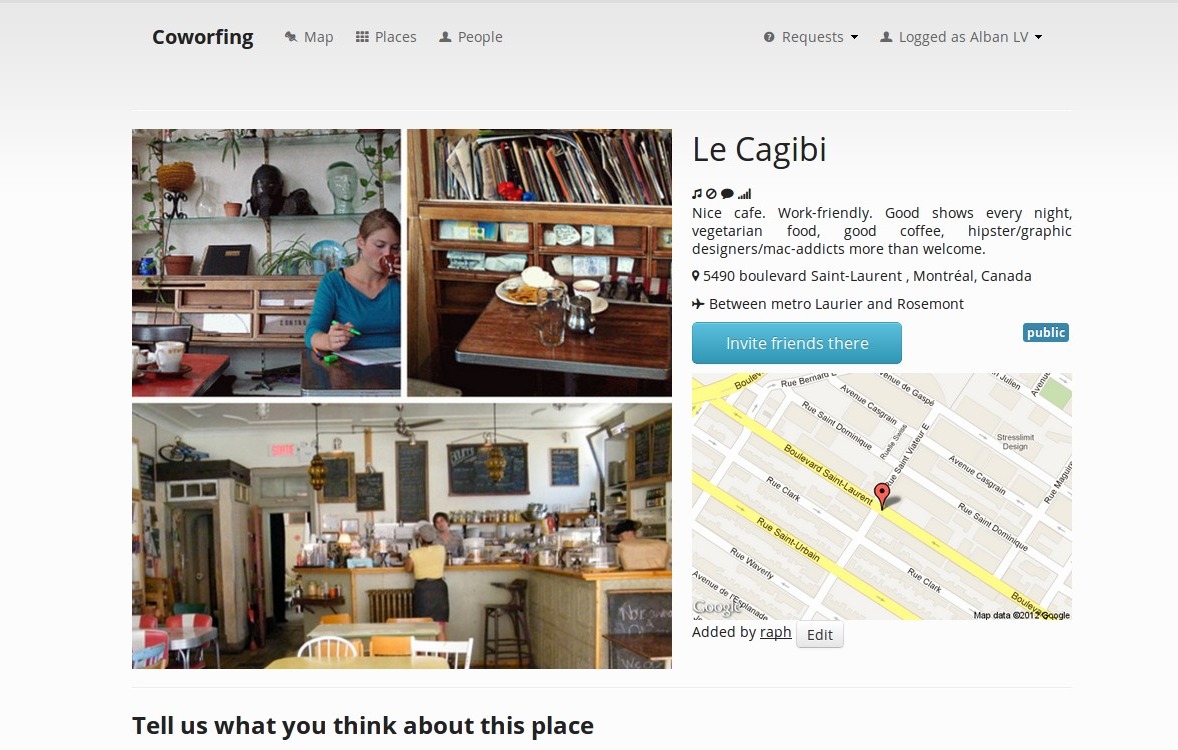 Coworfing
Map
Places
People
Requests
Logged as Alban LV
Le Cagibi
Nice cafe. Work-friendly. Good shows every night,
vegetarian food, good coffee, hipster/graphic
designers/mac-addicts more than welcome.
5490 boulevard Saint-Laurent , Montréal, Canada
Between metro Laurier and Rosemont
Invite friends there
public
SORTIE
Boulev
Rue Bernard E
Avenue de Gaspé
Avenue Casgrain
Rue Saint Dominique
Ruelle Swiss
Rue Saint Viateur E
Stresslimit
Design
Boulevard Saint-Laurent
Avenue Casgrain
Rue Maguire
Rue Clark
Rue Saint Dominique
Rue Saint-Urbain
Rue Waverly
Rue Clark
Avenue de l'Esplanade
Google
Map data ©2012 Google
Added by raph
Edit
Tell us what you think about this place